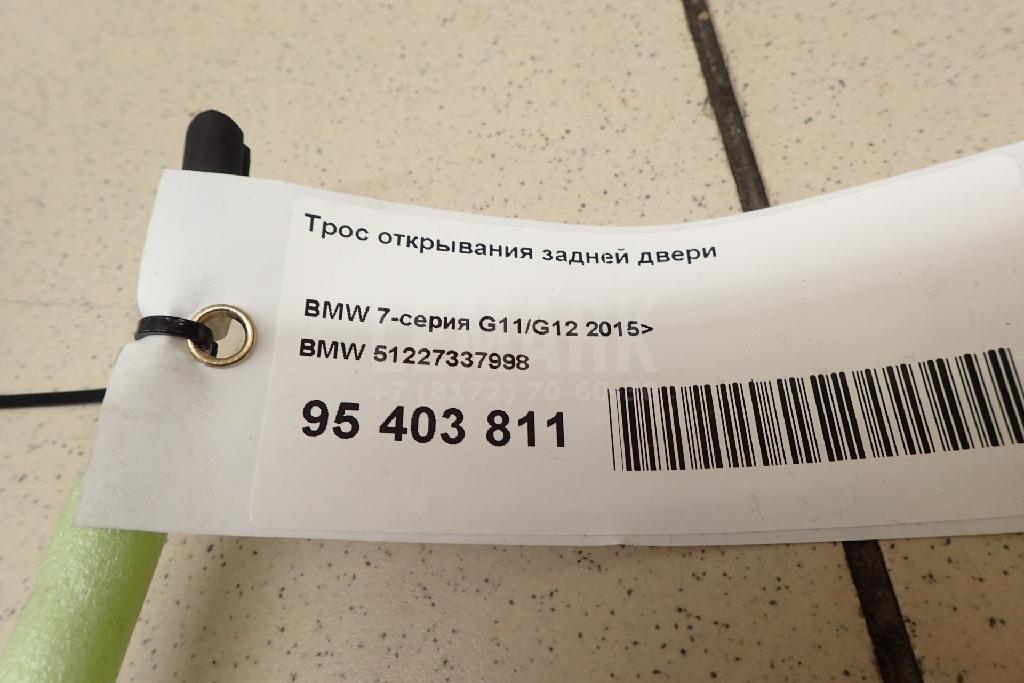 Трос открывания задней двери
BMW 7-серия G11/G12 2015>
BMW 51227337998
95 403 811